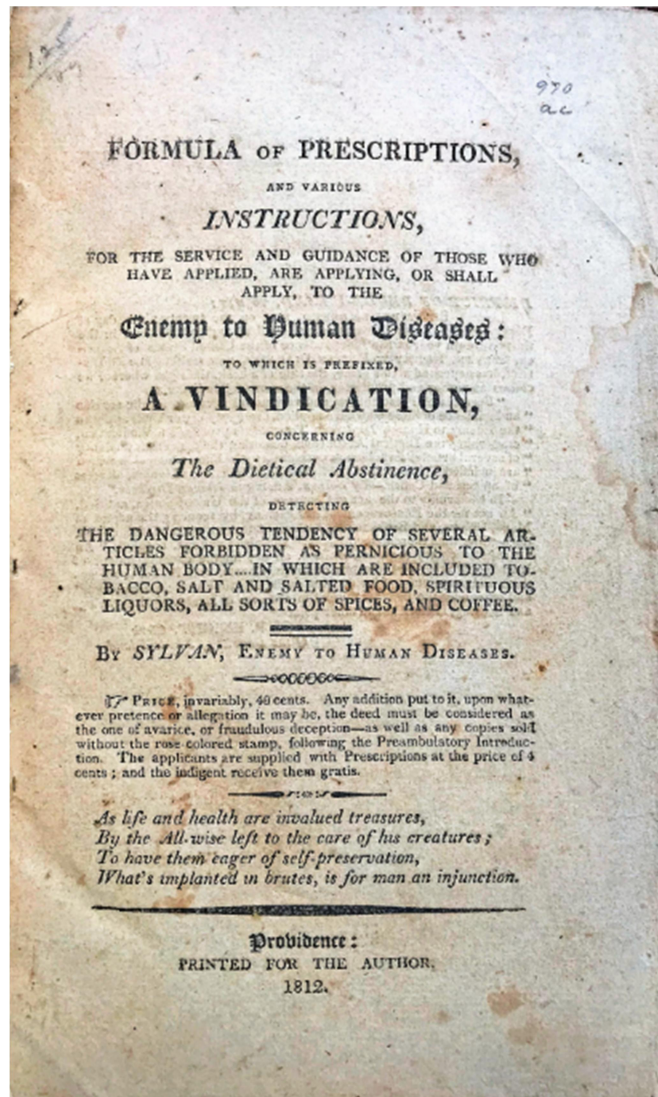 1.25
970
ac
FORMULA OF PRESCRIPTIONS,
AND VARIOUS
INSTRUCTIONS,
FOR THE SERVICE AND GUIDANCE OF THOSE WHO
HAVE APPLIED, ARE APPLYING, OR SHALL
APPLY, TO THE
Enemy to Human Diseases:
TO WHICH IS PREFIXED,
A VINDICATION,
CONCERNING
The Dietical Abstinence,
DETECTING
THE DANGEROUS TENDENCY OF SEVERAL AR-
TICLES FORBIDDEN AS PERNICIOUS TO THE
HUMAN BODY....IN WHICH ARE INCLUDED TO-
BACCO, SALT AND SALTED FOOD, SPIRITUOUS
LIQUORS, ALL SORTS OF SPICES, AND COFFEE.
BY SYLVAN, ENEMY TO HUMAN DISEASES.
☞ PRICE, invariably, 40 cents. Any addition put to it, upon what-
ever pretence or allegation it may be, the deed must be considered as
the one of avarice, or fraudulous deception—as well as any copies sold
without the rose-colored stamp, following the Preambulatory Introduc-
tion. The applicants are supplied with Prescriptions at the price of 4
cents; and the indigent receive them gratis.
As life and health are invalued treasures,
By the All-wise left to the care of his creatures;
To have them eager of self-preservation,
What's implanted in brutes, is for man an injunction.
Providence:
PRINTED FOR THE AUTHOR.
1812.